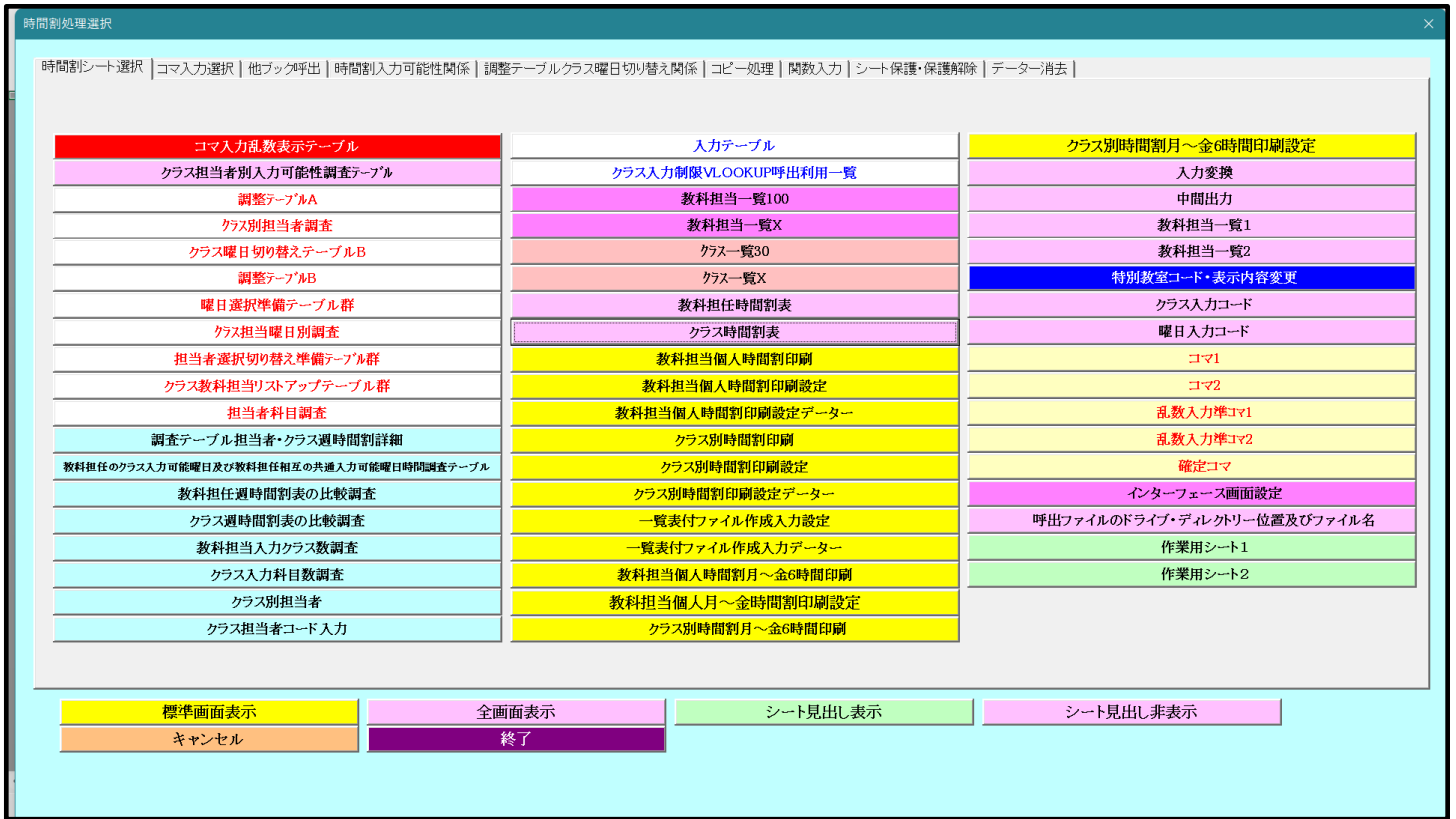 時間割処理選択
時間割シート選択 コマ入力選択 他ブック呼出 時間割入力可能性関係 調整テーブルクラス曜日切り替え関係 コピー処理 関数入力 シート保護・保護解除 データー消去
コマ入力乱数表示テーブル
クラス担当者別入力可能性調査ﾃｰﾌﾞﾙ
調整ﾃｰﾌﾞﾙA
ｸﾗｽ別担当者調査
クラス曜日切り替えテーブルB
調整ﾃｰﾌﾞﾙB
曜日選択準備テーブル群
ｸﾗｽ担当曜日別調査
担当者選択切り替え準備ﾃｰﾌﾞﾙ群
クラス教科担当リストアップテーブル群
担当者科目調査
調査テーブル担当者・クラス週時間割詳細
教科担任のクラス入力可能曜日及び教科担任相互の共通入力可能曜日時間調査テーブル
教科担任週時間割表の比較調査
クラス週時間割表の比較調査
教科担当入力クラス数調査
クラス入力科目数調査
クラス別担当者
クラス担当者コード入力
入力テーブル
クラス入力制限VLOOKUP呼出利用一覧
教科担当一覧100
教科担当一覧X
ｸﾗｽ一覧30
ｸﾗｽ一覧X
教科担任時間割表
クラス時間割表
教科担当個人時間割印刷
教科担当個人時間割印刷設定
教科担当個人時間割印刷設定データー
クラス別時間割印刷
クラス別時間割印刷設定
クラス別時間割印刷設定データー
一覧表付ファイル作成入力設定
一覧表付ファイル作成入力データー
教科担当個人時間割月～金6時間印刷
教科担当個人月～金時間割印刷設定
クラス別時間割月～金6時間印刷
クラス別時間割月～金6時間印刷設定
入力変換
中間出力
教科担当一覧1
教科担当一覧2
特別教室コード・表示内容変更
クラス入力コード
曜日入力コード
コマ1
コマ2
乱数入力準ｺﾏ1
乱数入力準ｺﾏ2
確定コマ
インターフェース画面設定
呼出ファイルのドライブ・ディレクトリー位置及びファイル名
作業用シート１
作業用シート２
標準画面表示 全画面表示 シート見出し表示 シート見出し非表示
キャンセル 終了